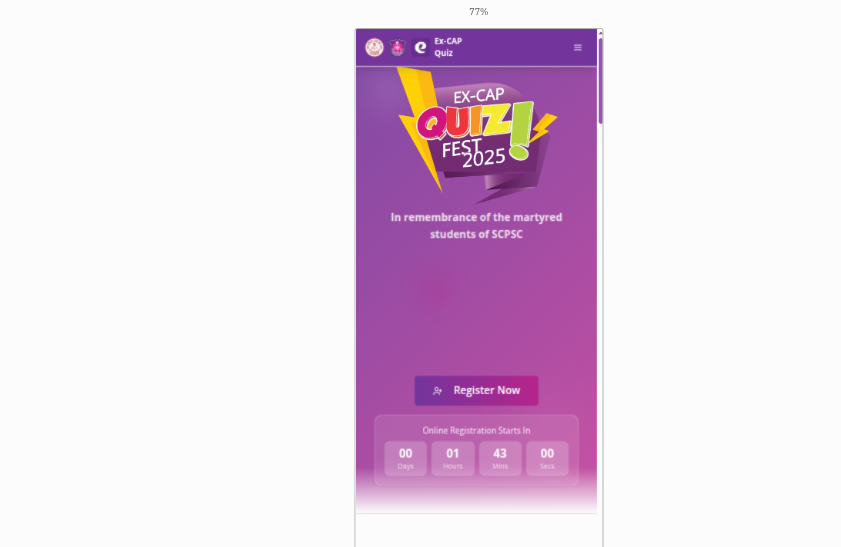 77%
Ex-CAP
Quiz
EX-CAP
QUIZ!
FEST
2025
In remembrance of the martyred
students of SCPSC
Register Now
Online Registration Starts In
00 01 43 00
Days Hours Mins Secs